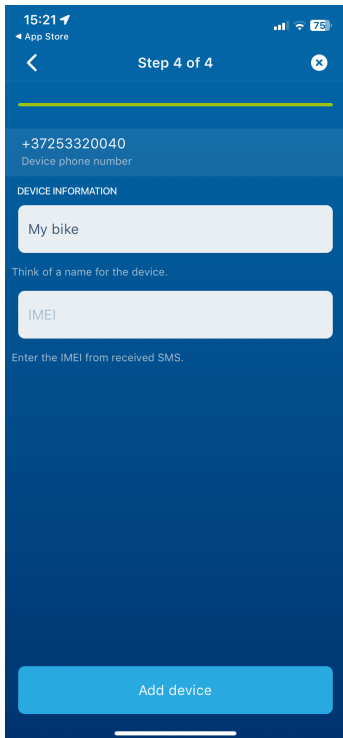 15:21
◀ App Store
75
Step 4 of 4
+37253320040
Device phone number
DEVICE INFORMATION
My bike
Think of a name for the device.
IMEI
Enter the IMEI from received SMS.
Add device